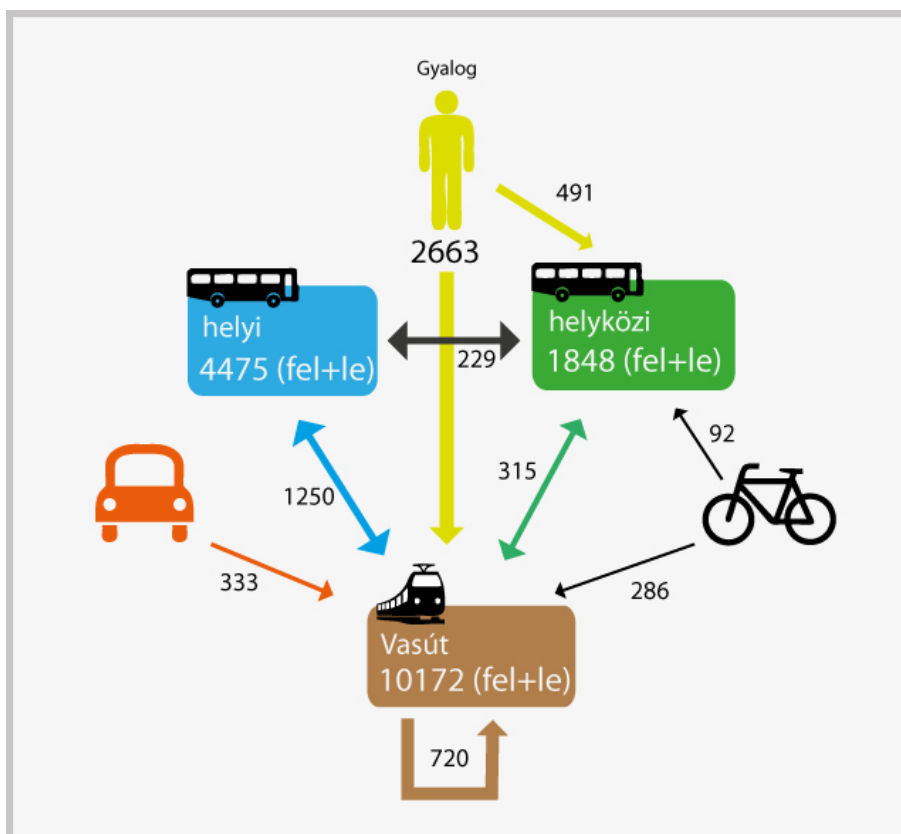 Gyalog
491
2663
helyi
4475 (fel+le)
229
helyközi
1848 (fel+le)
92
1250
315
333
286
Vasút
10172 (fel+le)
720